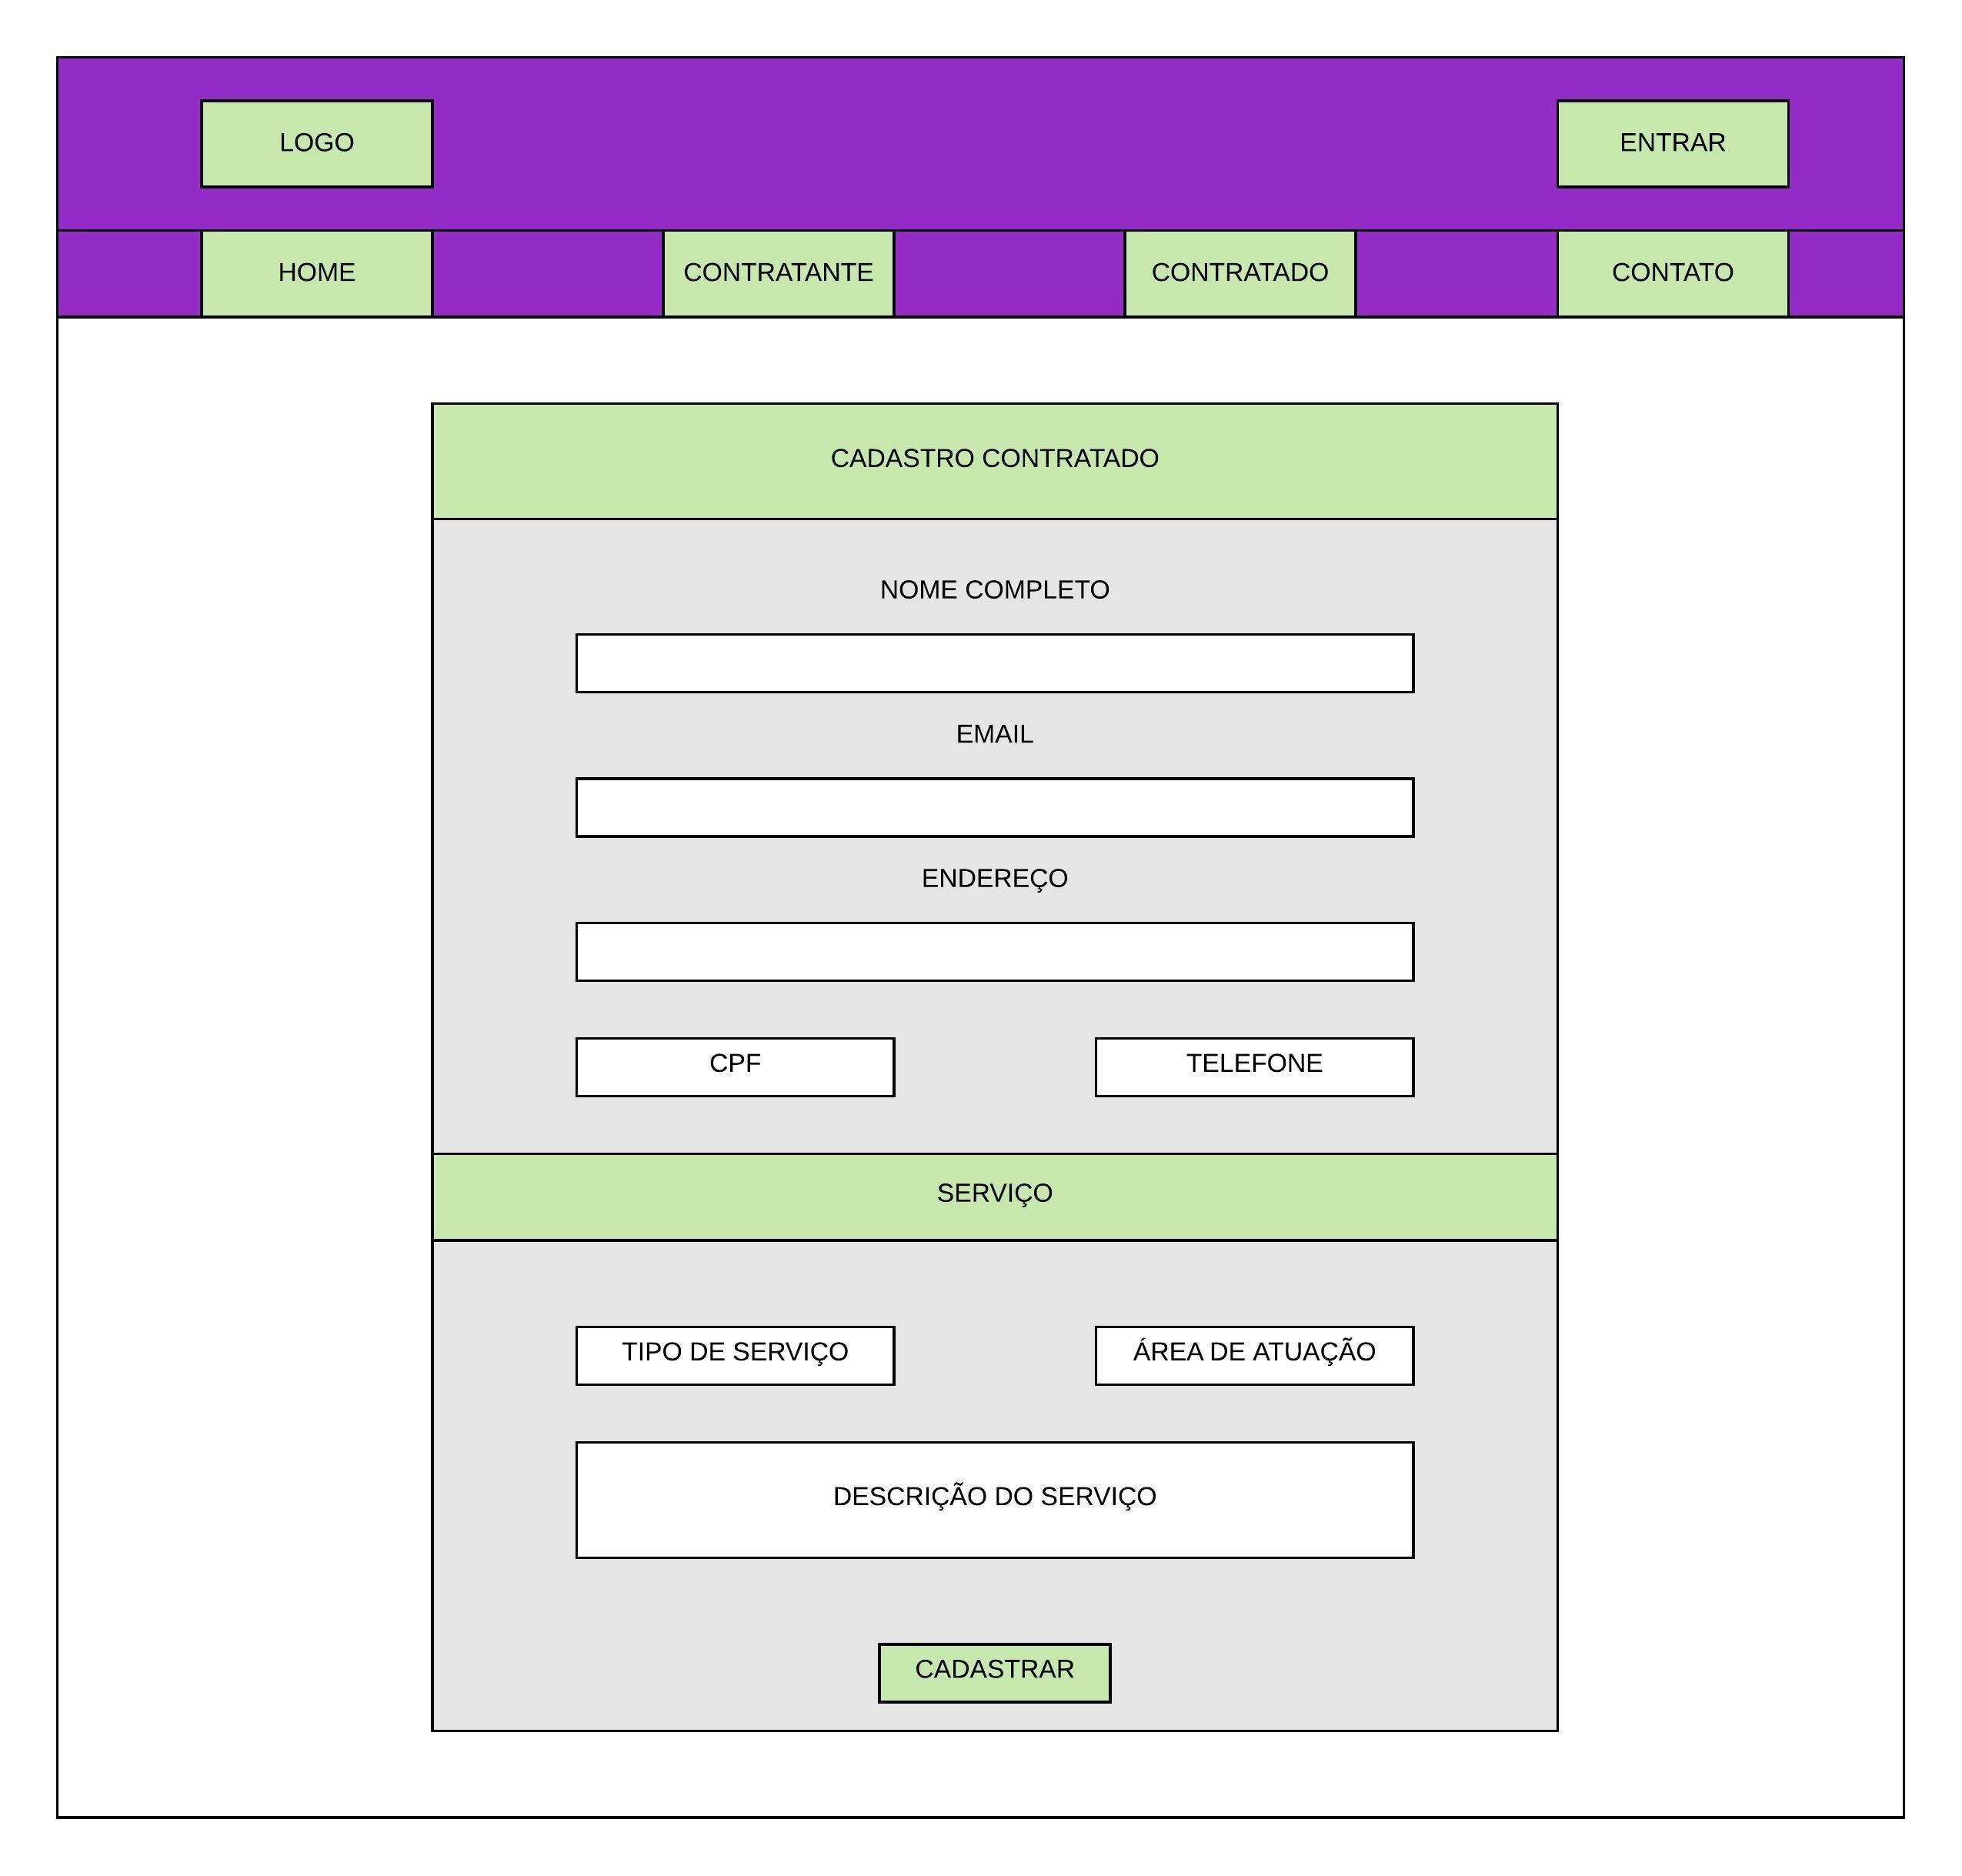 LOGO
ENTRAR
HOME
CONTRATANTE
CONTRATADO
CONTATO
CADASTRO CONTRATADO
NOME COMPLETO
EMAIL
ENDEREÇO
CPF
TELEFONE
SERVIÇO
TIPO DE SERVIÇO
ÁREA DE ATUAÇÃO
DESCRIÇÃO DO SERVIÇO
CADASTRAR